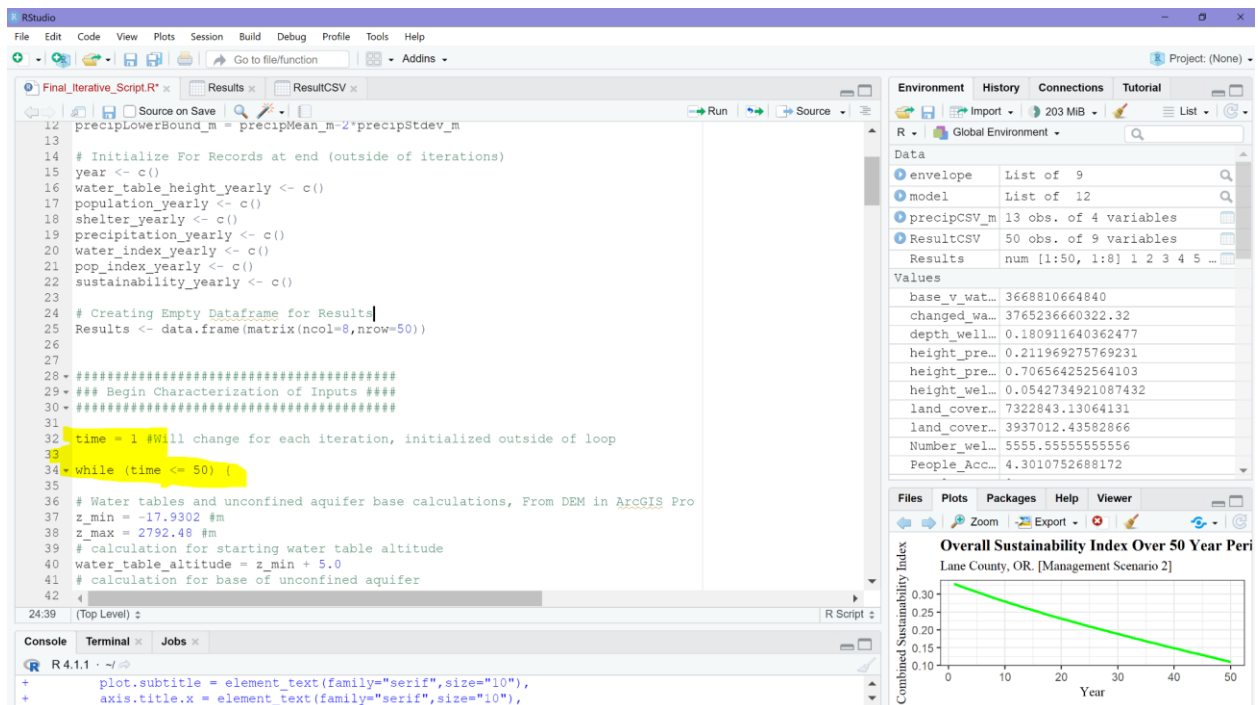 RStudio
File Edit Code View Plots Session Build Debug Profile Tools Help
Go to file/function Addins Project: (None)
Final_Iterative_Script.R* Results ResultCSV
Source on Save Run Source
12 precipLowerBound_m = precipMean_m-2*precipStdev_m
13
14 # Initialize For Records at end (outside of iterations)
15 year <- c()
16 water_table_height_yearly <- c()
17 population_yearly <- c()
18 shelter_yearly <- c()
19 precipitation_yearly <- c()
20 water_index_yearly <- c()
21 pop_index_yearly <- c()
22 sustainability_yearly <- c()
23
24 # Creating Empty Dataframe for Results
25 Results <- data.frame(matrix(ncol=8,nrow=50))
26
27
28 #########################################
29 ### Begin Characterization of Inputs ####
30 #########################################
31
32 time = 1 #Will change for each iteration, initialized outside of loop
33
34 while (time <= 50) {
35
36 # Water tables and unconfined aquifer base calculations, From DEM in ArcGIS Pro
37 z_min = -17.9302 #m
38 z_max = 2792.48 #m
39 # calculation for starting water table altitude
40 water_table_altitude = z_min + 5.0
41 # calculation for base of unconfined aquifer
42
24:39 (Top Level) R Script
Console Terminal Jobs
R 4.1.1 · ~/
+ plot.subtitle = element_text(family="serif",size="10"),
+ axis.title.x = element_text(family="serif",size="10"),
Environment History Connections Tutorial
Import 203 MiB List
R Global Environment
Data
envelope List of 9
model List of 12
precipCSV_m 13 obs. of 4 variables
ResultCSV 50 obs. of 9 variables
Results num [1:50, 1:8] 1 2 3 4 5 …
Values
base_v_wat… 3668810664840
changed_wa… 3765236660322.32
depth_well… 0.180911640362477
height_pre… 0.211969275769231
height_pre… 0.706564252564103
height_wel… 0.0542734921087432
land_cover… 7322843.13064131
land_cover… 3937012.43582866
Number_wel… 5555.55555555556
People_Acc… 4.3010752688172
Files Plots Packages Help Viewer
Zoom Export
Overall Sustainability Index Over 50 Year Peri
Lane County, OR. [Management Scenario 2]
Combined Sustainability Index
0.30
0.25
0.20
0.15
0.10
0 10 20 30 40 50
Year